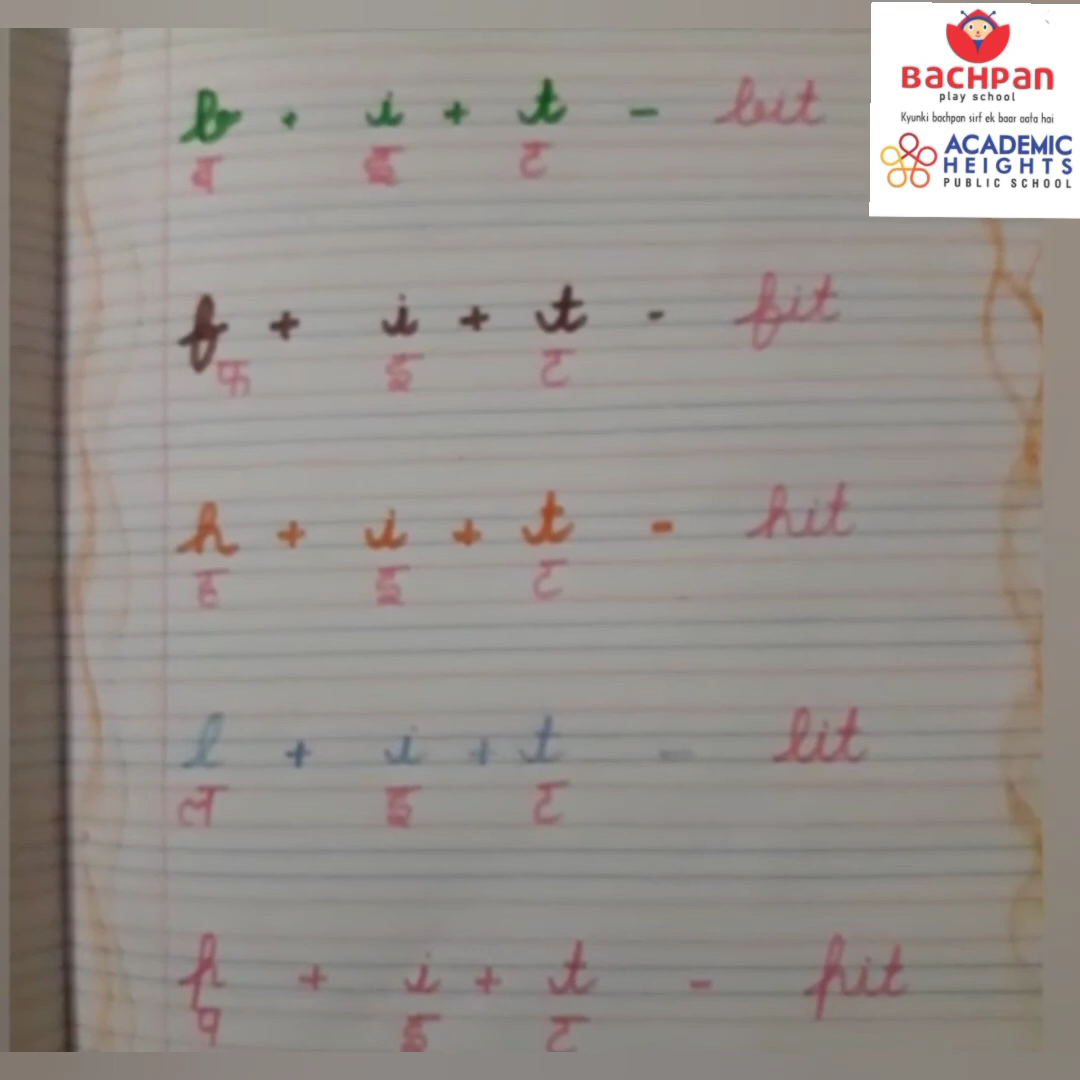 BACHPAN
play school
Kyunki bachpan sirf ek baar aata hai
ACADEMIC
HEIGHTS
PUBLIC SCHOOL
b + i + t - bit
ब इ ट
f + i + t - fit
फ इ ट
h + i + t - hit
ह इ ट
l + i + t - lit
ल इ ट
p + i + t - pit
प इ ट